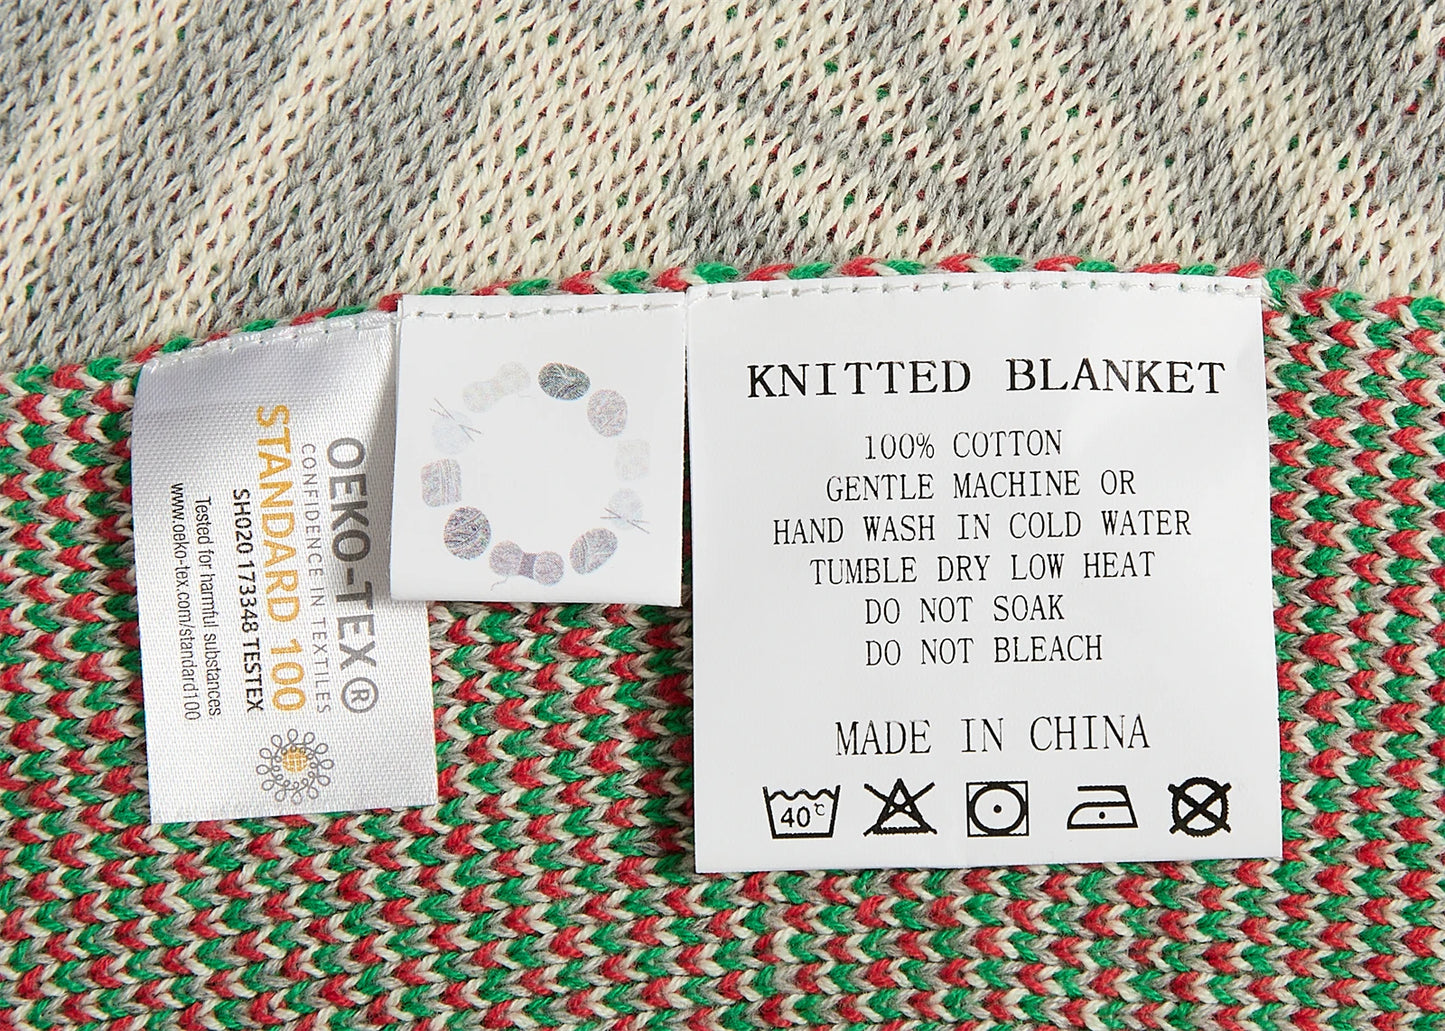 OEKO-TEX®
CONFIDENCE IN TEXTILES
STANDARD 100
SH020 173348 TESTEX
Tested for harmful substances
www.oeko-tex.com/standard100
KNITTED BLANKET
100% COTTON
GENTLE MACHINE OR
HAND WASH IN COLD WATER
TUMBLE DRY LOW HEAT
DO NOT SOAK
DO NOT BLEACH
MADE IN CHINA
40℃